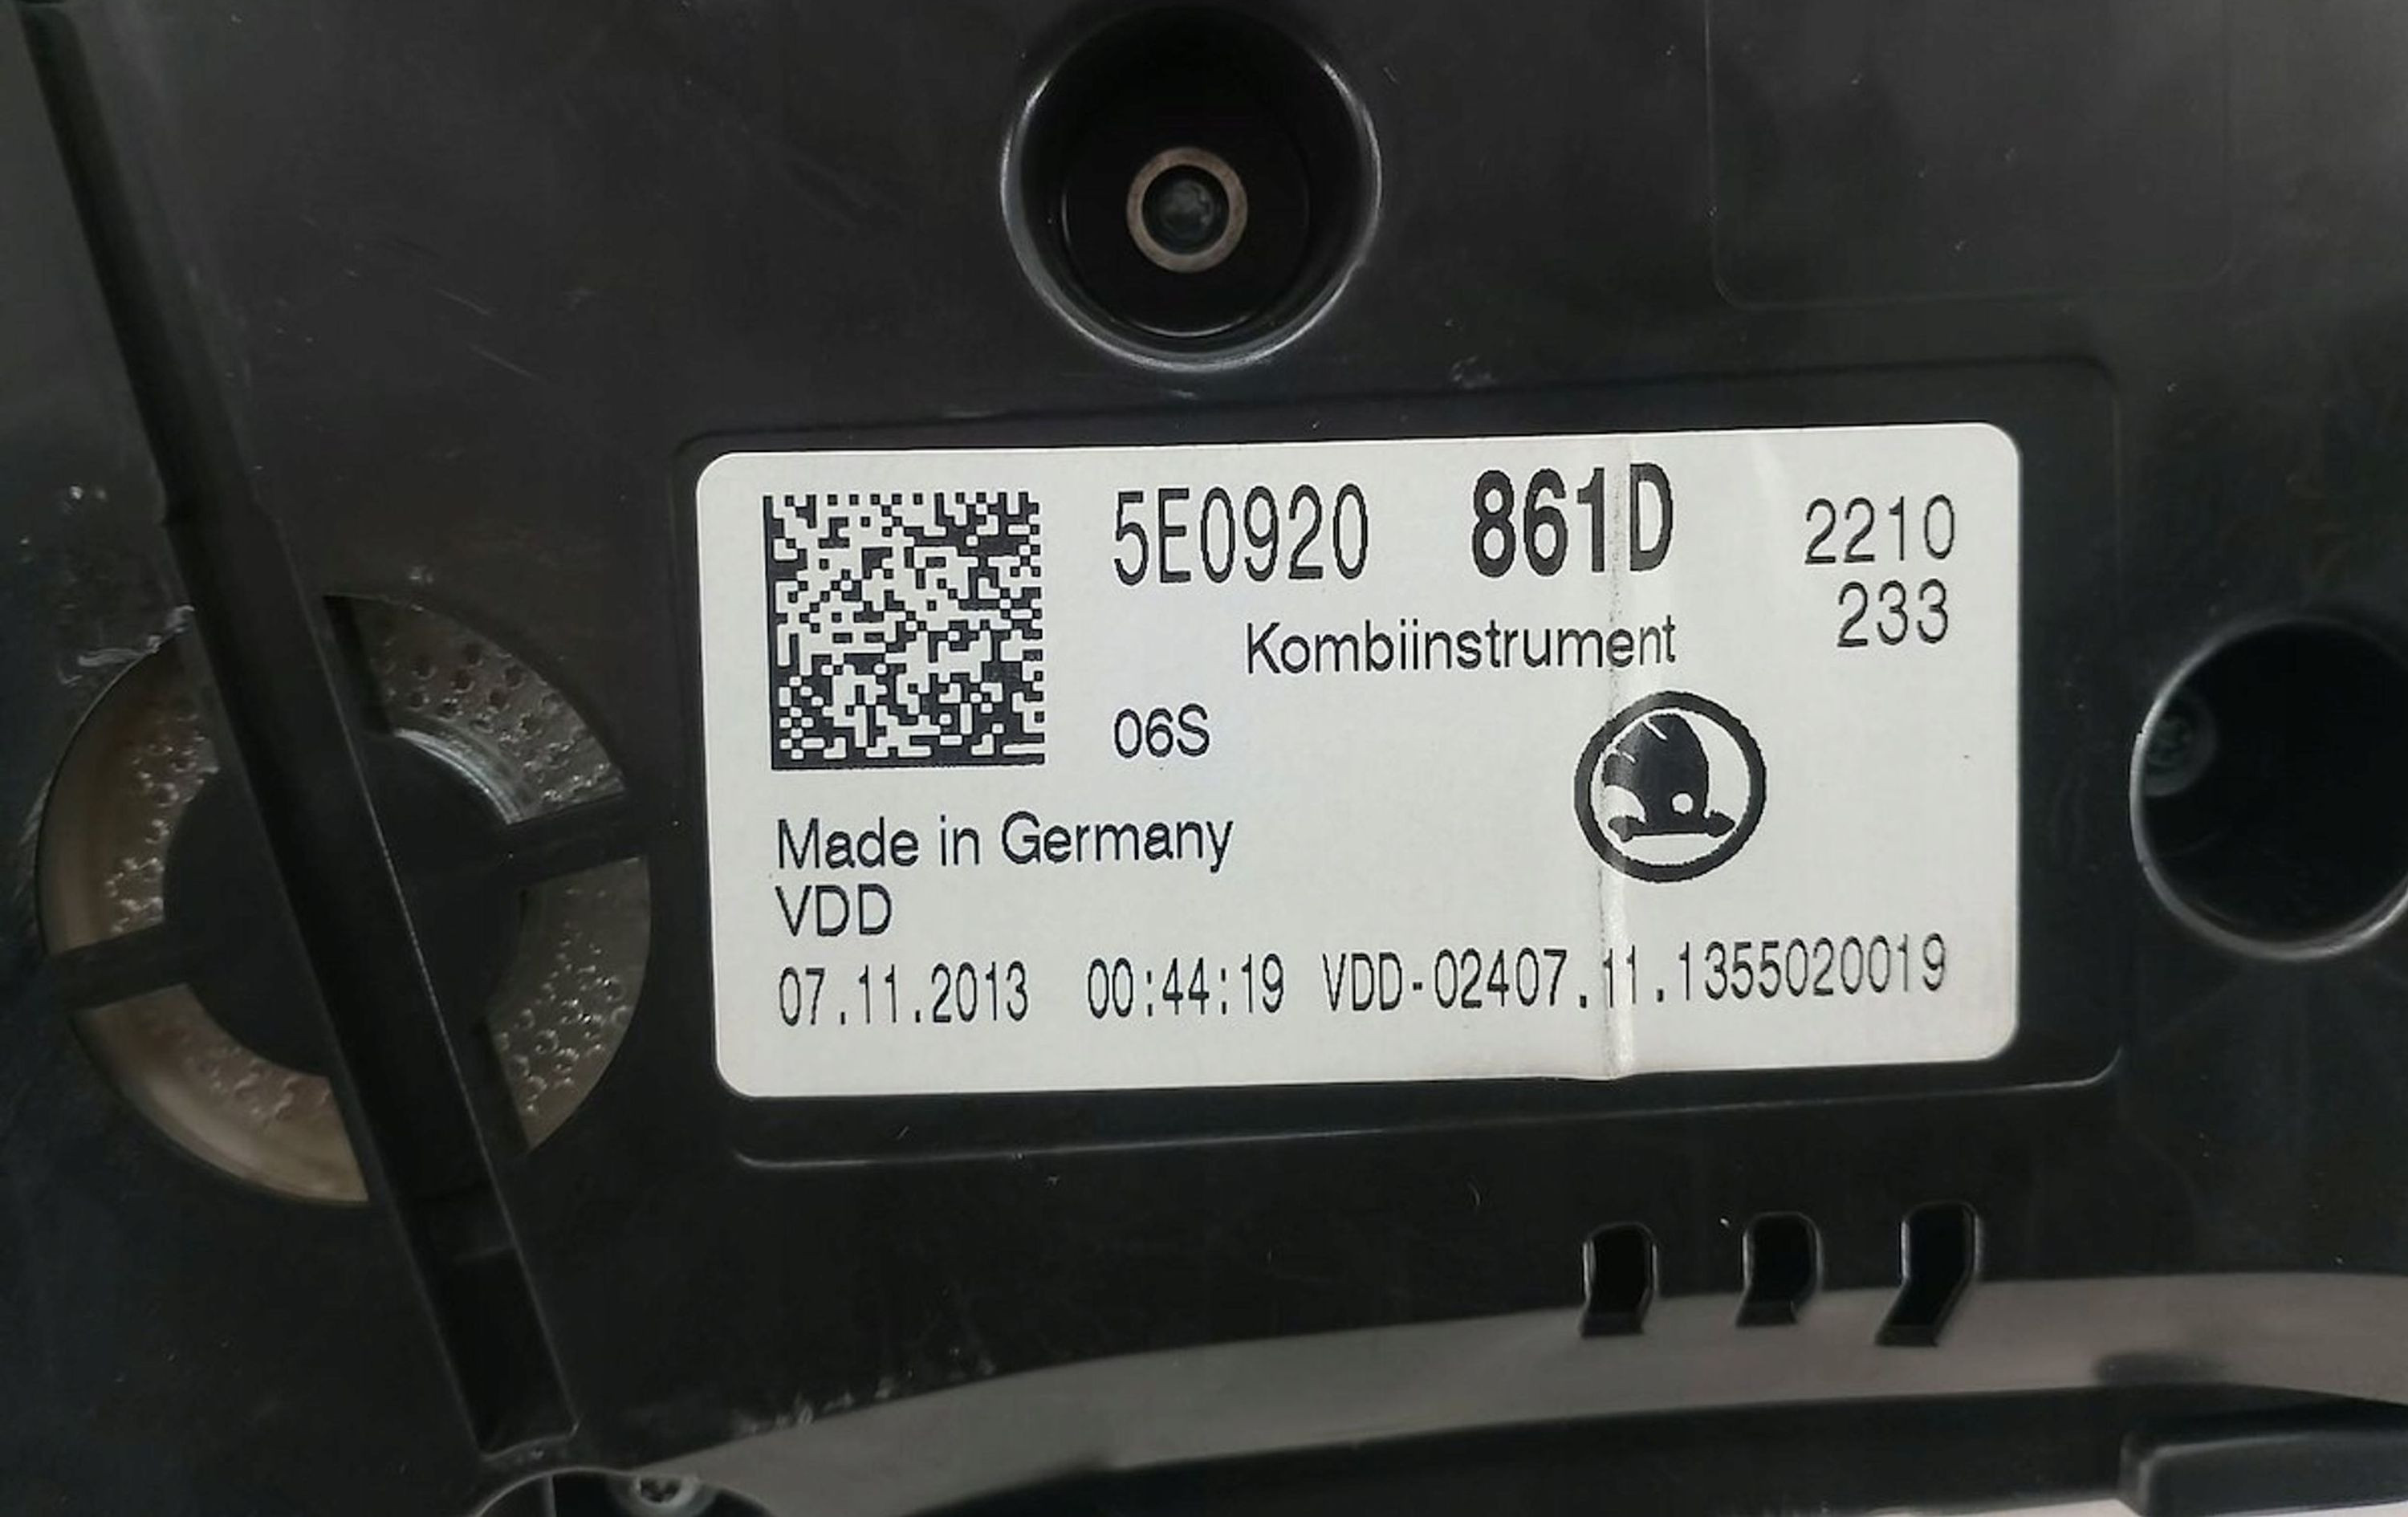 5E0920 861D 2210
233
Kombiinstrument
06S
Made in Germany
VDD
07.11.2013 00:44:19 VDD-02407.11.1355020019